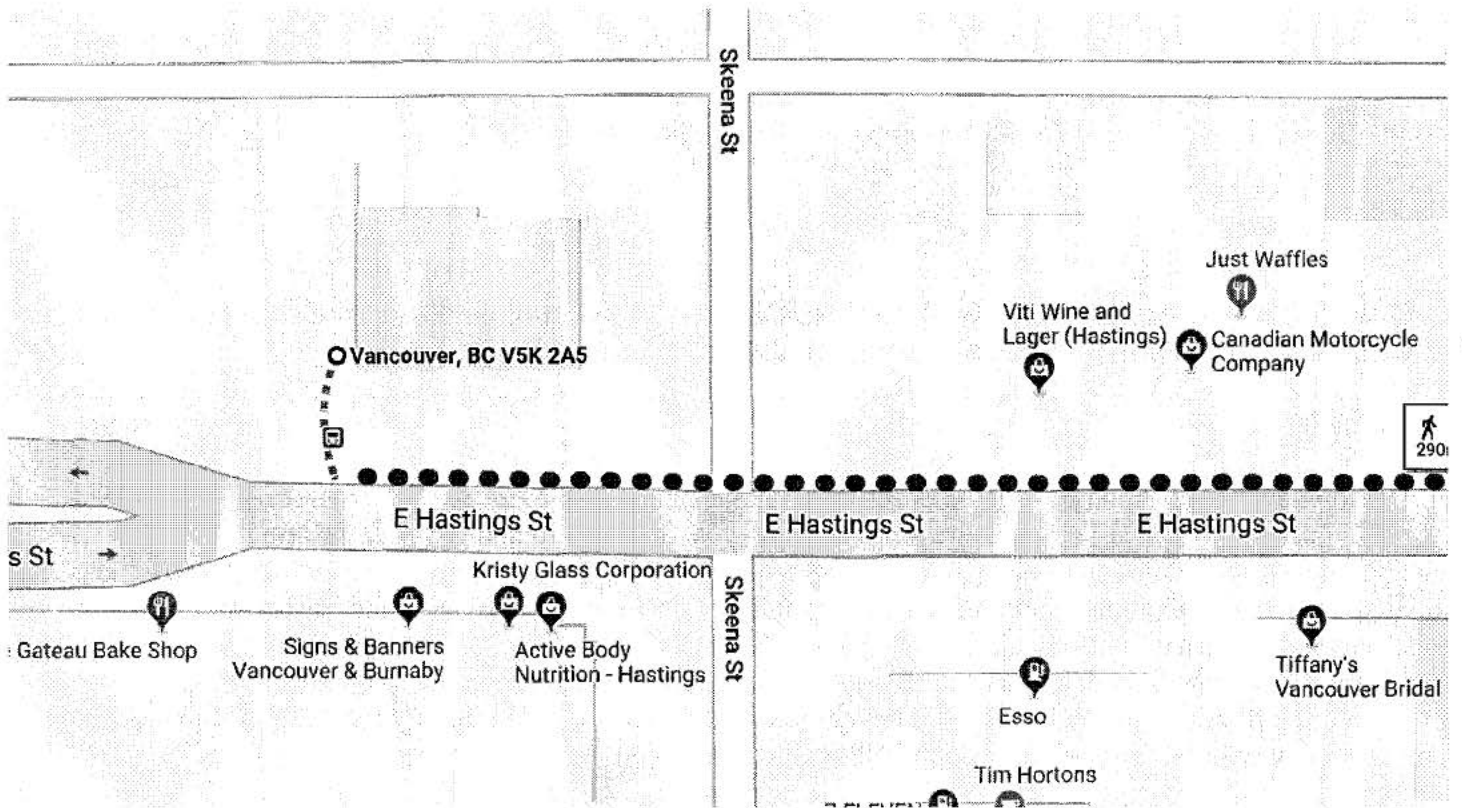 Skeena St
Just Waffles
Viti Wine and
Lager (Hastings)
Canadian Motorcycle
Company
Vancouver, BC V5K 2A5
290
E Hastings St
E Hastings St
E Hastings St
s St
Kristy Glass Corporation
Skeena St
Gateau Bake Shop
Signs & Banners
Vancouver & Burnaby
Active Body
Nutrition - Hastings
Tiffany's
Vancouver Bridal
Esso
Tim Hortons